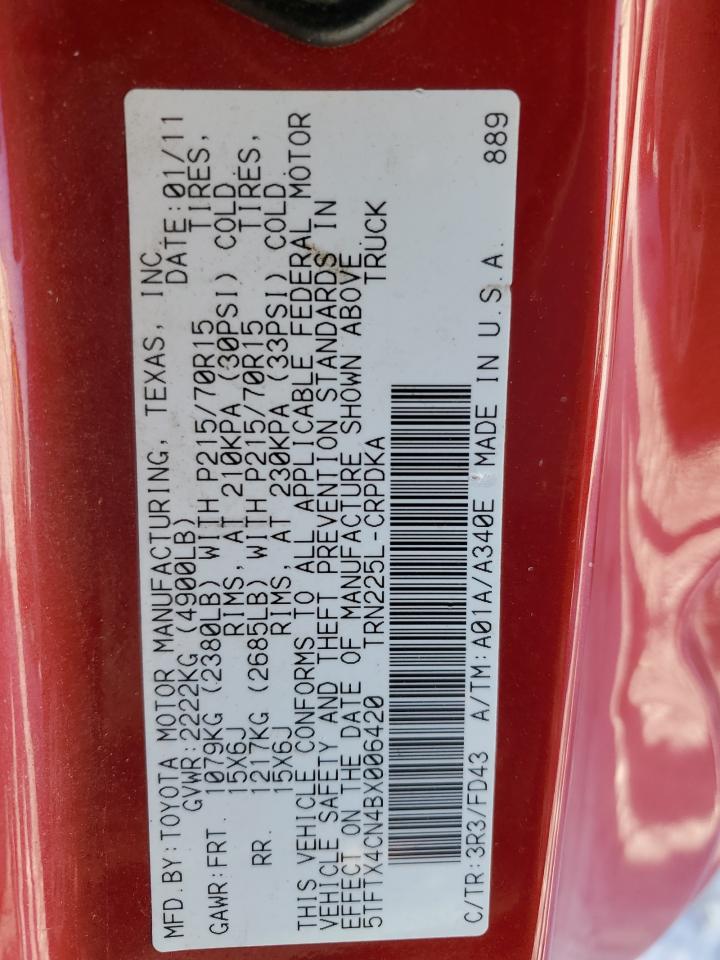 MFD.BY:TOYOTA MOTOR MANUFACTURING, TEXAS, INC.
GVWR:2222KG (4900LB) DATE:01/11
GAWR:FRT. 1079KG (2380LB) WITH P215/70R15 TIRES,
15X6J RIMS, AT 210KPA (30PSI) COLD
RR. 1217KG (2685LB) WITH P215/70R15 TIRES,
15X6J RIMS, AT 230KPA (33PSI) COLD
THIS VEHICLE CONFORMS TO ALL APPLICABLE FEDERAL MOTOR
VEHICLE SAFETY AND THEFT PREVENTION STANDARDS IN
EFFECT ON THE DATE OF MANUFACTURE SHOWN ABOVE.
5TFTX4CN4BX006420 TRN225L-CRPDKA TRUCK
C/TR:3R3/FD43 A/TM:A01A/A340E MADE IN U.S.A. 889